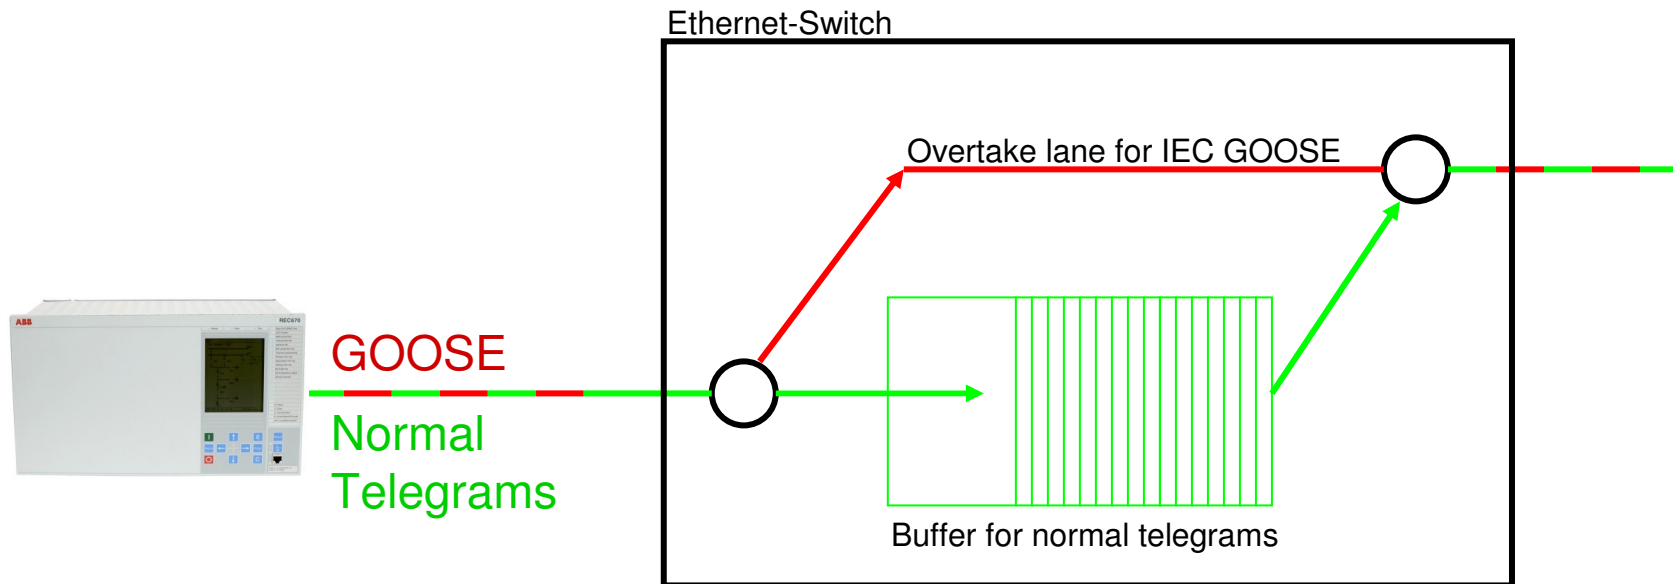 Ethernet-Switch
Overtake lane for IEC GOOSE
ABB
REC670
GOOSE
Normal
Telegrams
Buffer for normal telegrams